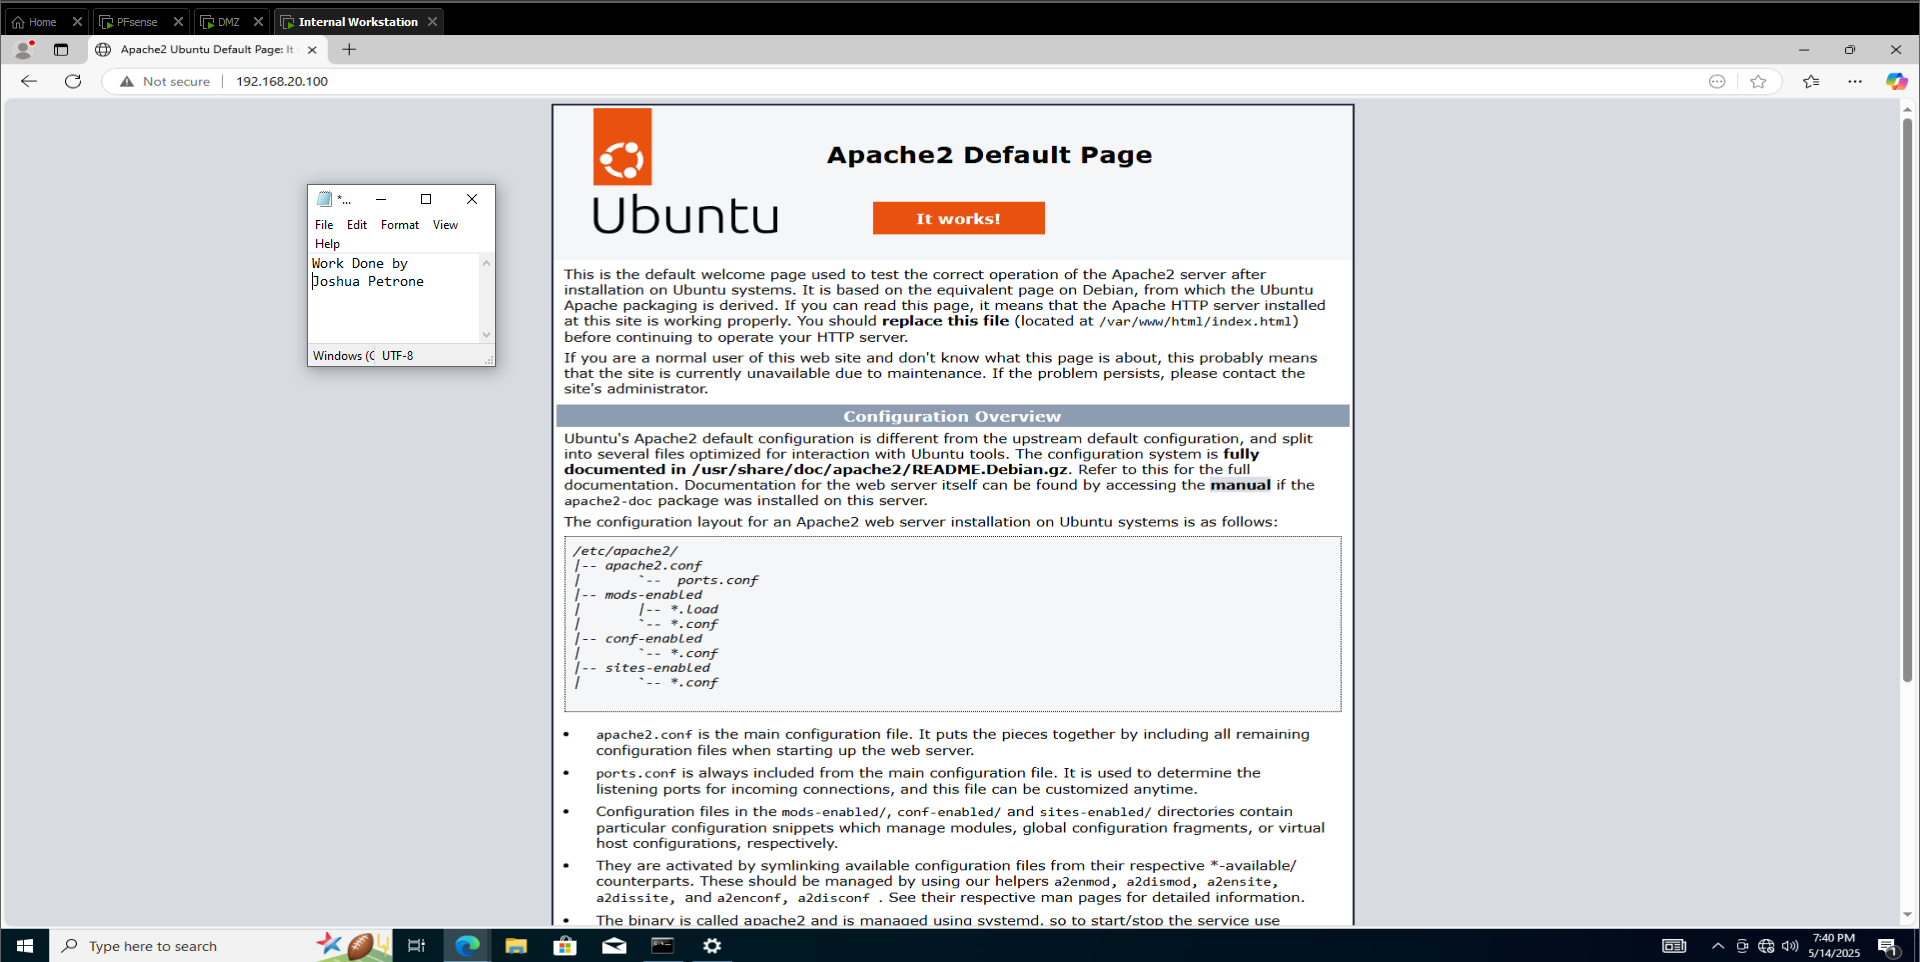 Home
PFsense
DMZ
Internal Workstation
Apache2 Ubuntu Default Page: It
Not secure
192.168.20.100
Ubuntu
Apache2 Default Page
It works!
This is the default welcome page used to test the correct operation of the Apache2 server after
installation on Ubuntu systems. It is based on the equivalent page on Debian, from which the Ubuntu
Apache packaging is derived. If you can read this page, it means that the Apache HTTP server installed
at this site is working properly. You should replace this file (located at /var/www/html/index.html)
before continuing to operate your HTTP server.
If you are a normal user of this web site and don't know what this page is about, this probably means
that the site is currently unavailable due to maintenance. If the problem persists, please contact the
site's administrator.
Configuration Overview
Ubuntu's Apache2 default configuration is different from the upstream default configuration, and split
into several files optimized for interaction with Ubuntu tools. The configuration system is fully
documented in /usr/share/doc/apache2/README.Debian.gz. Refer to this for the full
documentation. Documentation for the web server itself can be found by accessing the manual if the
apache2-doc package was installed on this server.
The configuration layout for an Apache2 web server installation on Ubuntu systems is as follows:
/etc/apache2/
|-- apache2.conf
|       `--  ports.conf
|-- mods-enabled
|       |-- *.load
|       `-- *.conf
|-- conf-enabled
|       `-- *.conf
|-- sites-enabled
|       `-- *.conf
• apache2.conf is the main configuration file. It puts the pieces together by including all remaining
configuration files when starting up the web server.
• ports.conf is always included from the main configuration file. It is used to determine the
listening ports for incoming connections, and this file can be customized anytime.
• Configuration files in the mods-enabled/, conf-enabled/ and sites-enabled/ directories contain
particular configuration snippets which manage modules, global configuration fragments, or virtual
host configurations, respectively.
• They are activated by symlinking available configuration files from their respective *-available/
counterparts. These should be managed by using our helpers a2enmod, a2dismod, a2ensite,
a2dissite, and a2enconf, a2disconf . See their respective man pages for detailed information.
• The binary is called apache2 and is managed using systemd, so to start/stop the service use
*...
File Edit Format View
Help
Work Done by
Joshua Petrone
Windows (C UTF-8
Type here to search
7:40 PM
5/14/2025
1